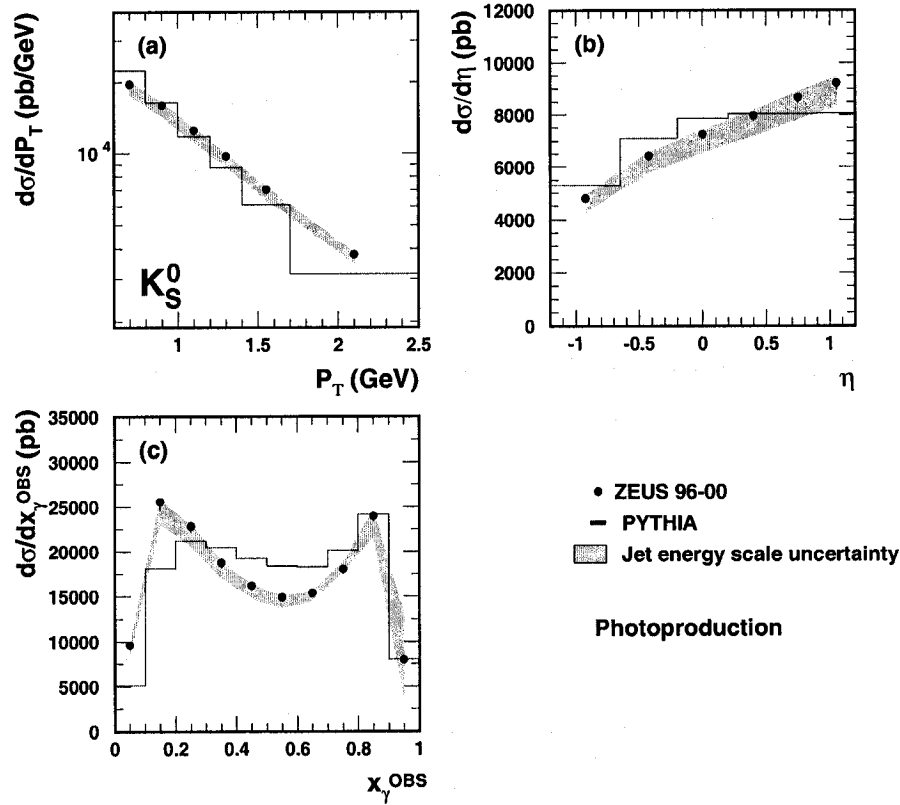 (a)
dσ/dP_T (pb/GeV)
10^4
K_S^0
1 1.5 2 2.5
P_T (GeV)
(b)
dσ/dη (pb)
12000
10000
8000
6000
4000
2000
0
-1 -0.5 0 0.5 1
η
(c)
dσ/dx_γ^OBS (pb)
35000
30000
25000
20000
15000
10000
5000
0
0 0.2 0.4 0.6 0.8 1
x_γ^OBS
ZEUS 96-00
PYTHIA
Jet energy scale uncertainty
Photoproduction